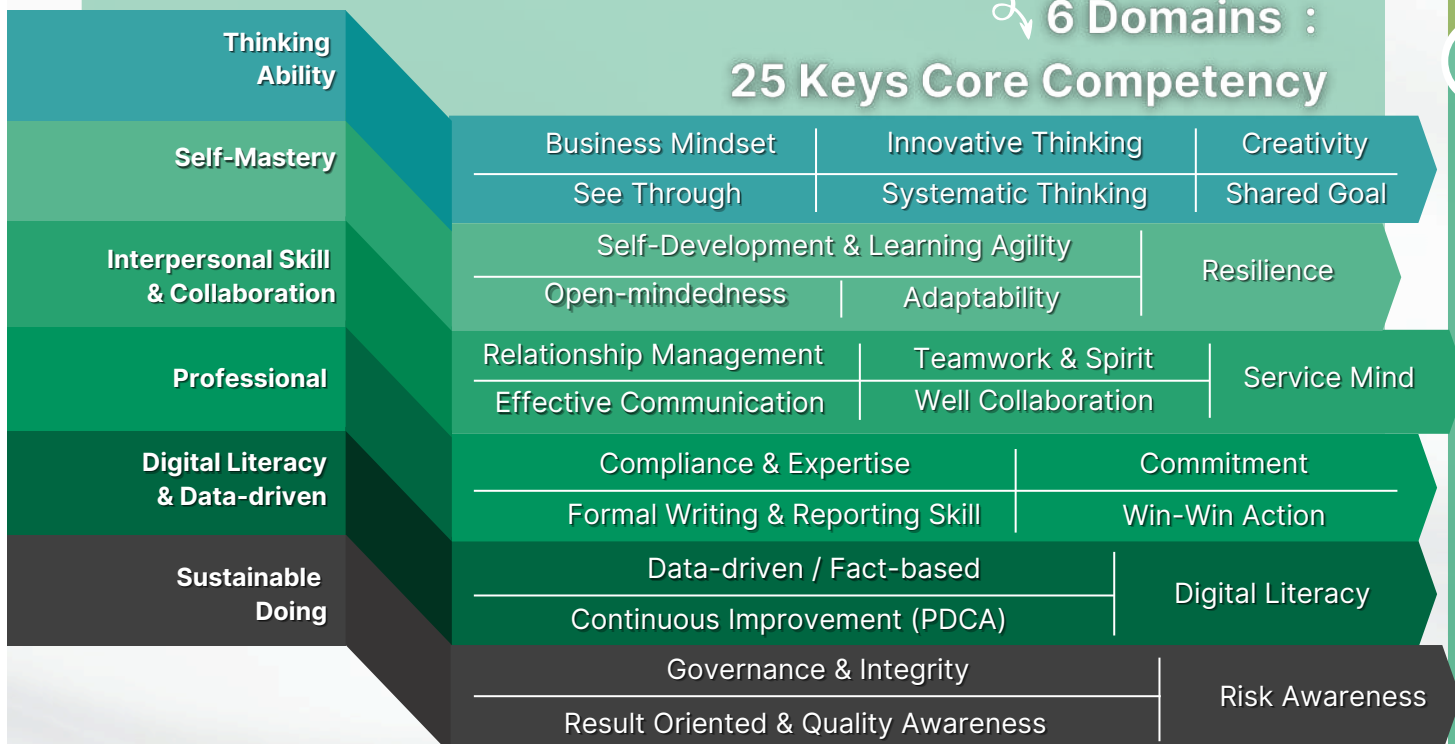 6 Domains :
25 Keys Core Competency
Thinking
Ability
Business Mindset Innovative Thinking Creativity
See Through Systematic Thinking Shared Goal
Self-Mastery
Self-Development & Learning Agility
Resilience
Open-mindedness Adaptability
Interpersonal Skill
& Collaboration
Relationship Management Teamwork & Spirit
Service Mind
Effective Communication Well Collaboration
Professional
Compliance & Expertise Commitment
Formal Writing & Reporting Skill Win-Win Action
Digital Literacy
& Data-driven
Data-driven / Fact-based
Digital Literacy
Continuous Improvement (PDCA)
Sustainable
Doing
Governance & Integrity
Risk Awareness
Result Oriented & Quality Awareness